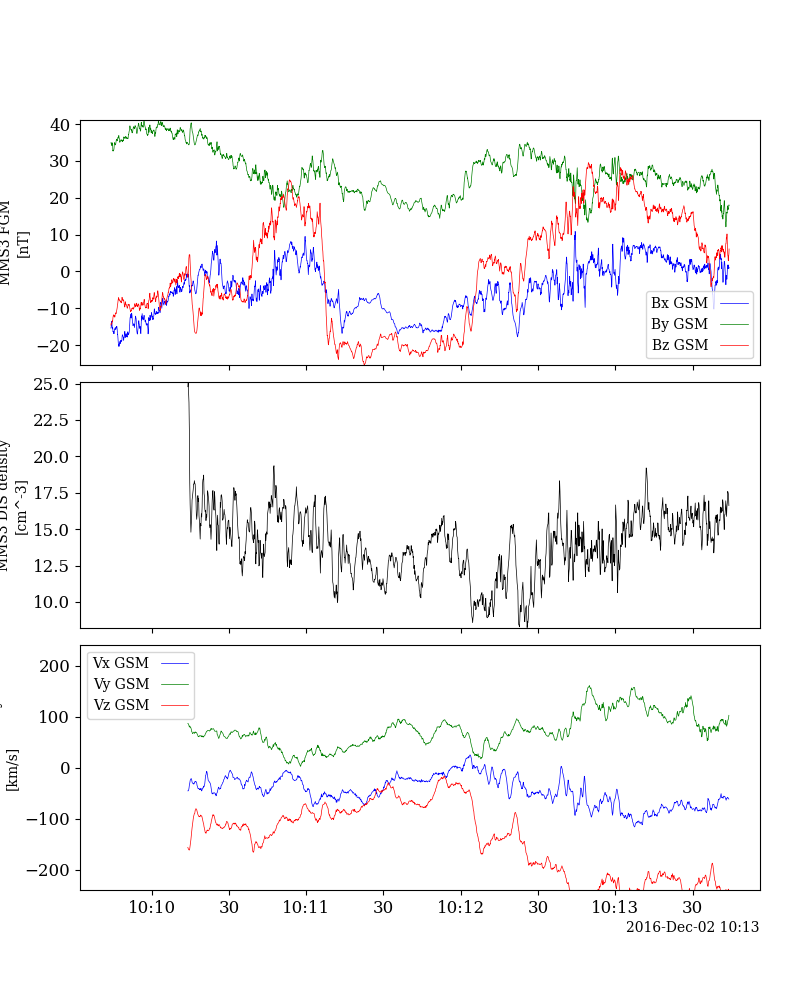 40
30
20
10
0
−10
−20
MMS3 FGM
[nT]
Bx GSM
By GSM
Bz GSM
25.0
22.5
20.0
17.5
15.0
12.5
10.0
MMS3 DIS density
[cm^-3]
200
100
0
−100
−200
[km/s]
Vx GSM
Vy GSM
Vz GSM
10:10 30 10:11 30 10:12 30 10:13 30
2016-Dec-02 10:13